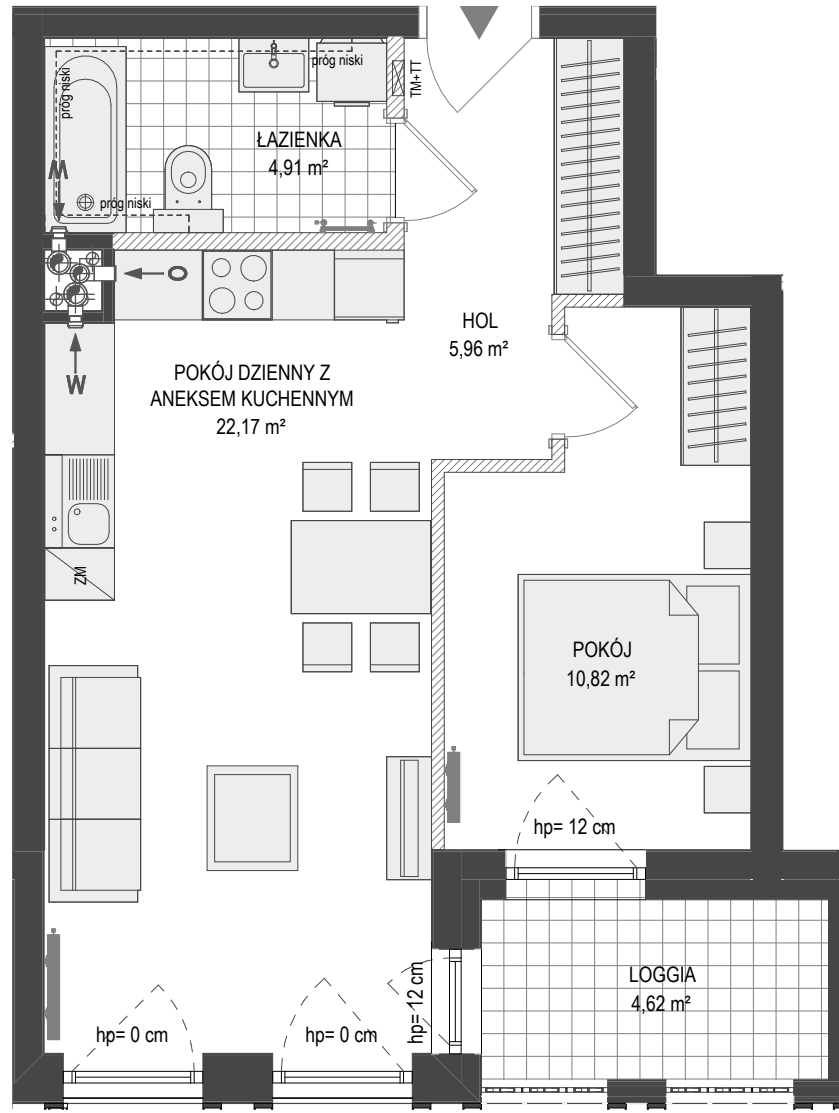 próg niski
próg niski
TM+TT
ŁAZIENKA
4,91 m²
W
próg niski
O
W
HOL
5,96 m²
POKÓJ DZIENNY Z
ANEKSEM KUCHENNYM
22,17 m²
ZM
POKÓJ
10,82 m²
hp= 12 cm
hp= 12 cm
LOGGIA
4,62 m²
hp= 0 cm
hp= 0 cm